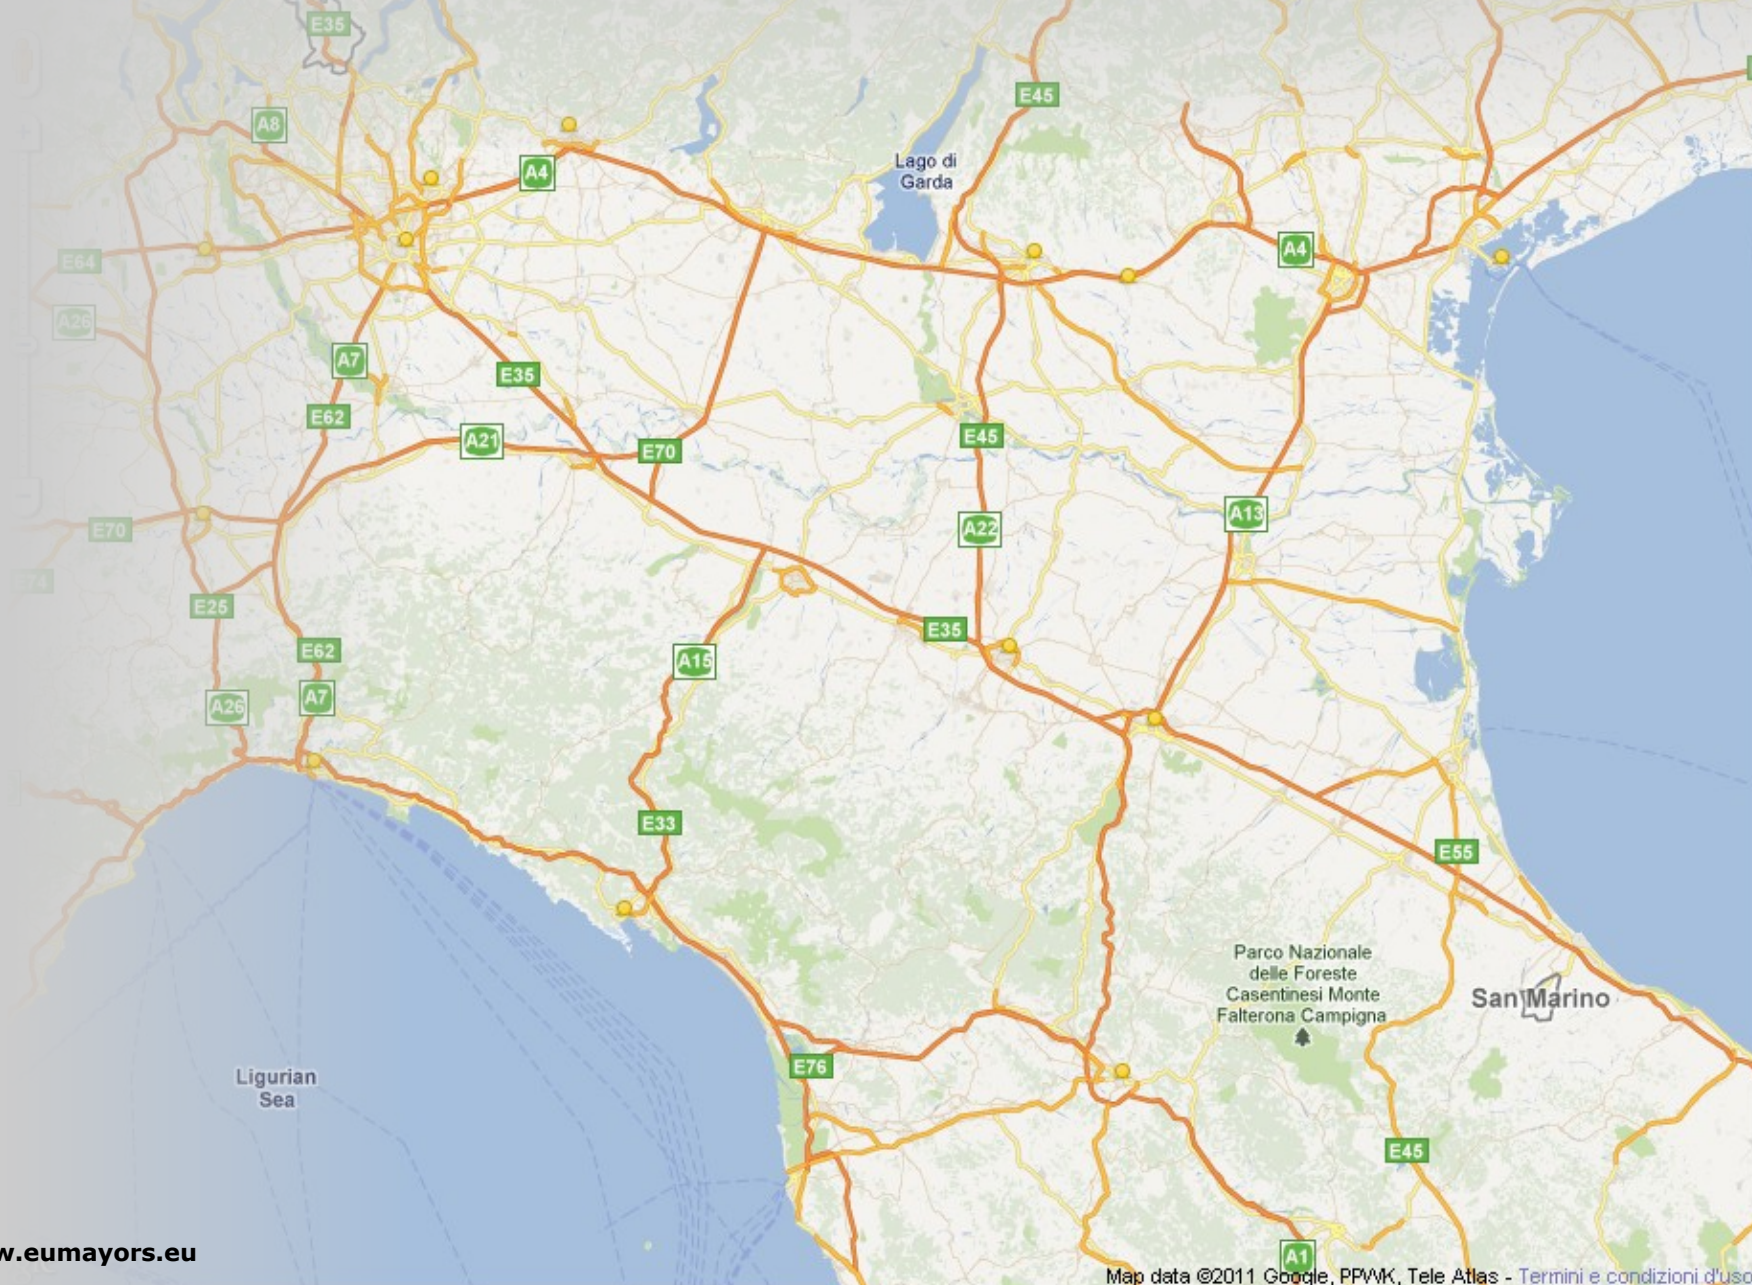 E35
A8
E45
A4
Lago di
Garda
A4
E64
A26
A7
E35
E62
A21
E70
E45
A13
A22
E70
E25
E35
E62
A15
A26
A7
E33
E55
Parco Nazionale
delle Foreste
Casentinesi Monte
Falterona Campigna
San Marino
E76
Ligurian
Sea
E45
w.eumayors.eu
A1
Map data ©2011 Google, PPWK, Tele Atlas - Termini e condizioni d'uso